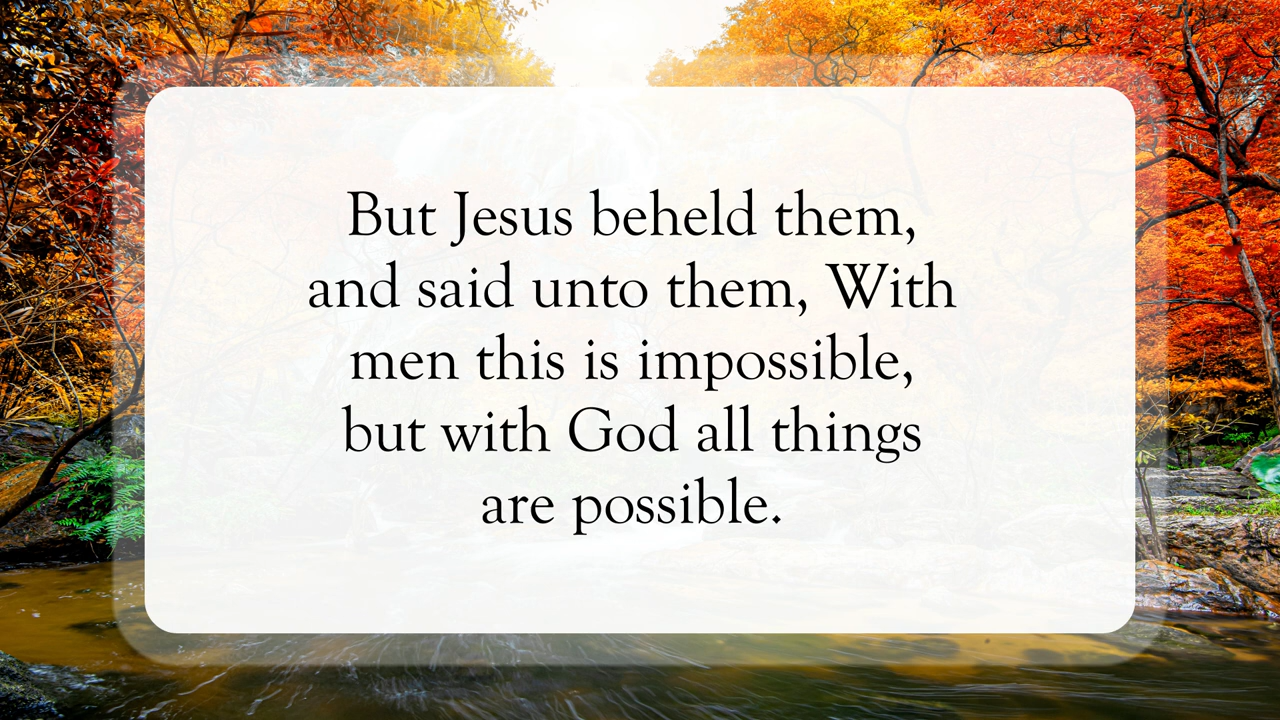 But Jesus beheld them,
and said unto them, With
men this is impossible,
but with God all things
are possible.